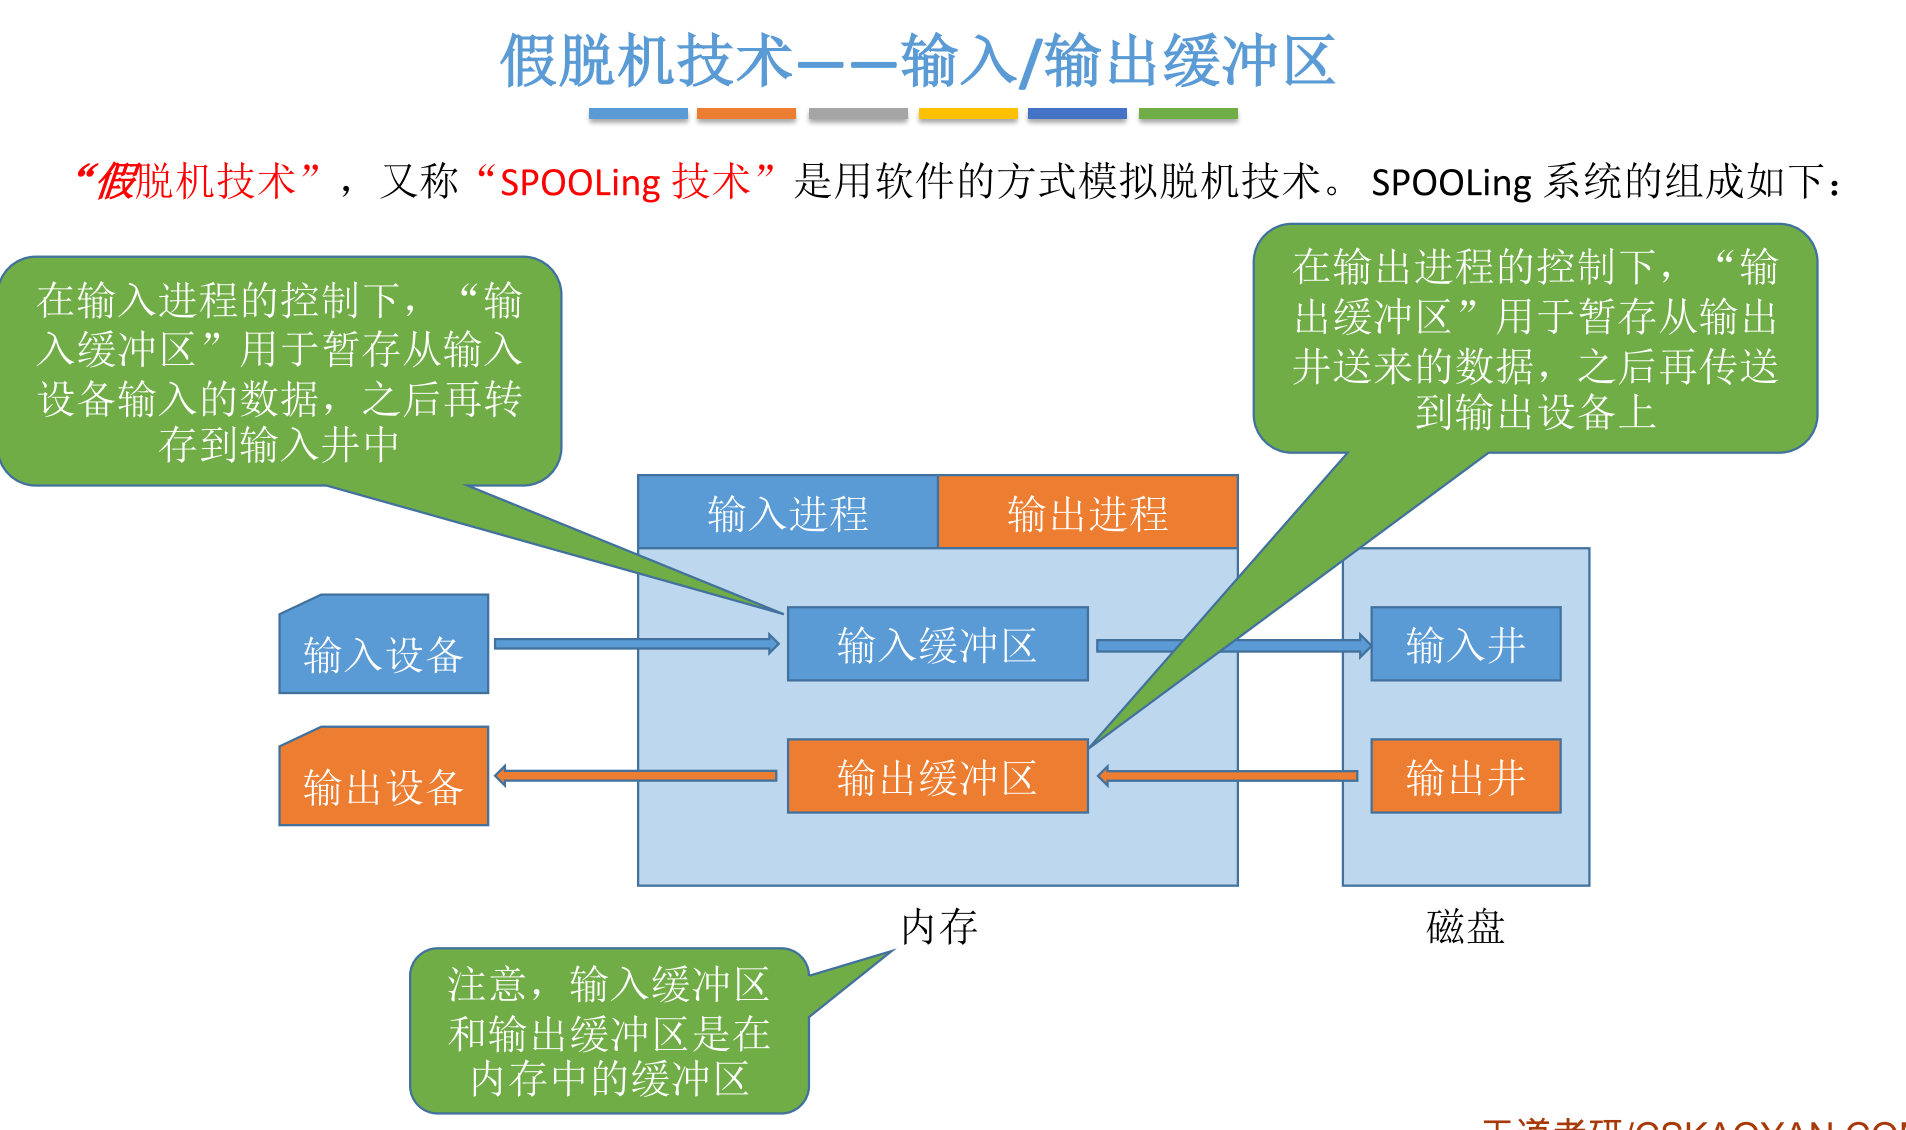 假脱机技术——输入/输出缓冲区
“假脱机技术”，又称“SPOOLing 技术”是用软件的方式模拟脱机技术。 SPOOLing 系统的组成如下：
在输入进程的控制下，“输
入缓冲区”用于暂存从输入
设备输入的数据，之后再转
存到输入井中
在输出进程的控制下，“输
出缓冲区”用于暂存从输出
井送来的数据，之后再传送
到输出设备上
输入进程
输出进程
输入设备
输入缓冲区
输入井
输出设备
输出缓冲区
输出井
内存
磁盘
注意，输入缓冲区
和输出缓冲区是在
内存中的缓冲区
王道考研/CSKAOYAN.COM